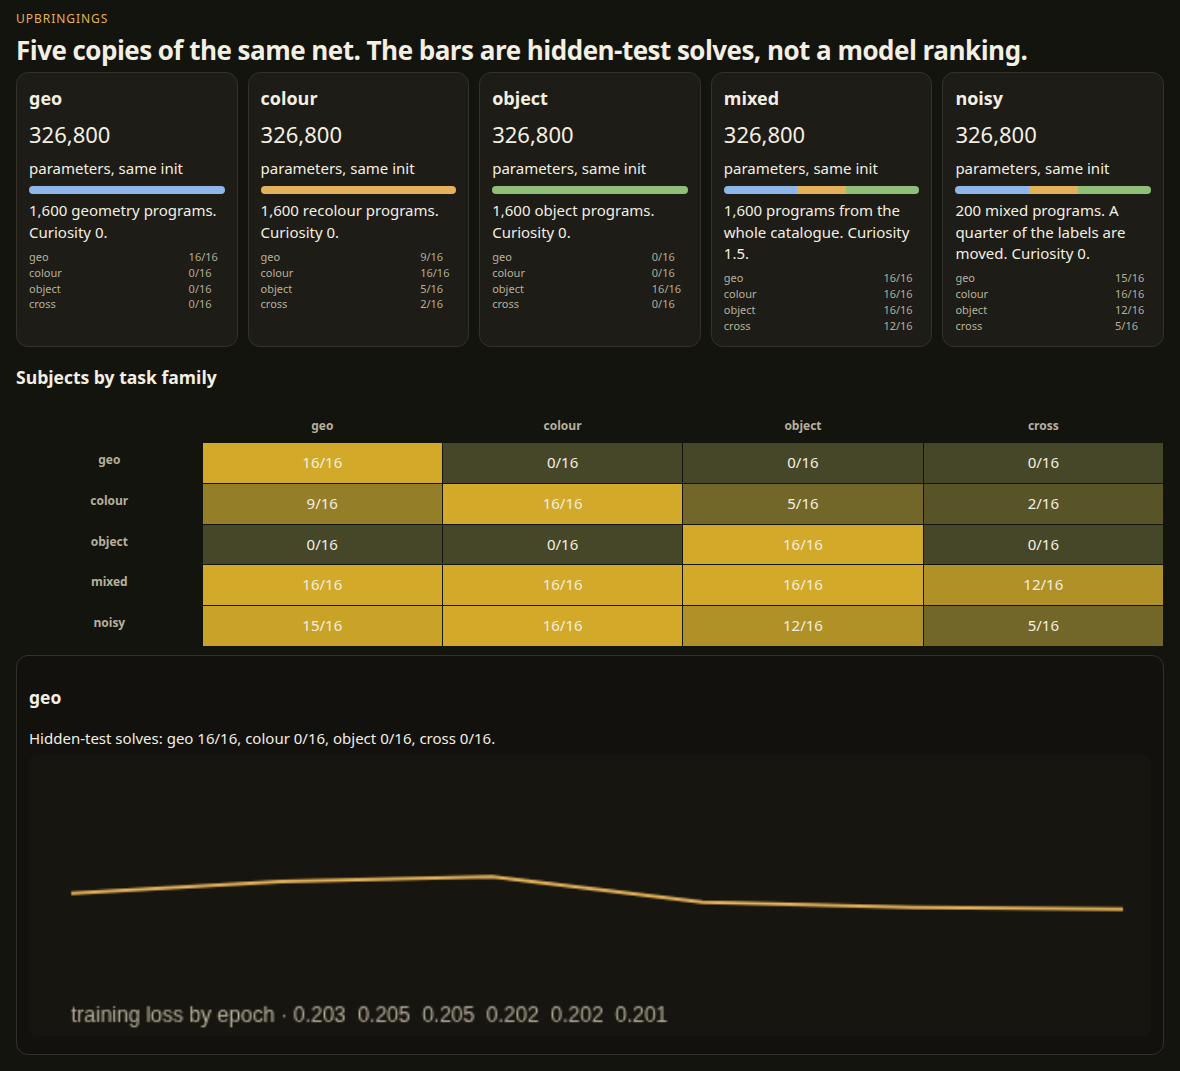 UPBRINGINGS
Five copies of the same net. The bars are hidden-test solves, not a model ranking.
geo
326,800
parameters, same init
1,600 geometry programs.
Curiosity 0.
geo 16/16
colour 0/16
object 0/16
cross 0/16
colour
326,800
parameters, same init
1,600 recolour programs.
Curiosity 0.
geo 9/16
colour 16/16
object 5/16
cross 2/16
object
326,800
parameters, same init
1,600 object programs.
Curiosity 0.
geo 0/16
colour 0/16
object 16/16
cross 0/16
mixed
326,800
parameters, same init
1,600 programs from the
whole catalogue. Curiosity
1.5.
geo 16/16
colour 16/16
object 16/16
cross 12/16
noisy
326,800
parameters, same init
200 mixed programs. A
quarter of the labels are
moved. Curiosity 0.
geo 15/16
colour 16/16
object 12/16
cross 5/16
Subjects by task family
geo colour object cross
geo 16/16 0/16 0/16 0/16
colour 9/16 16/16 5/16 2/16
object 0/16 0/16 16/16 0/16
mixed 16/16 16/16 16/16 12/16
noisy 15/16 16/16 12/16 5/16
geo
Hidden-test solves: geo 16/16, colour 0/16, object 0/16, cross 0/16.
training loss by epoch · 0.203 0.205 0.205 0.202 0.202 0.201